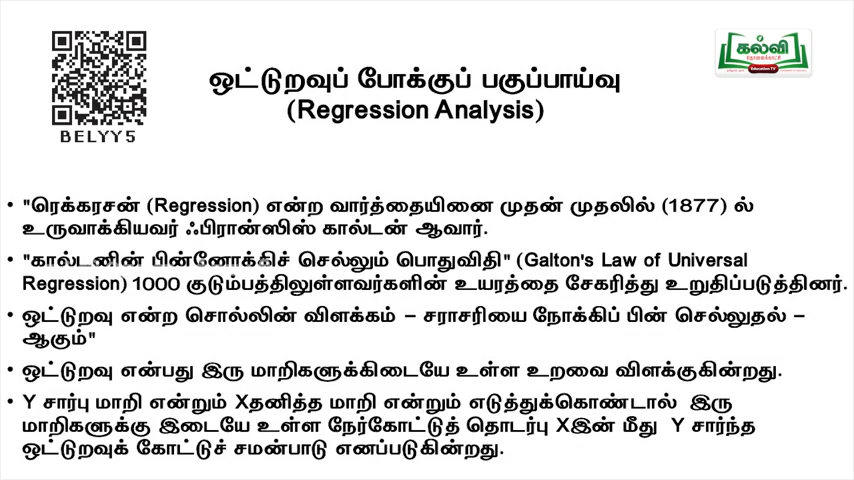 BELYY5
கல்வி
Education TV
ஒட்டுறவுப் போக்குப் பகுப்பாய்வு
(Regression Analysis)
• "ரெக்கரசன் (Regression) என்ற வார்த்தையினை முதன் முதலில் (1877) ல்
உருவாக்கியவர் ஃபிரான்ஸிஸ் கால்டன் ஆவார்.
• "கால்டனின் பின்னோக்கிச் செல்லும் பொதுவிதி" (Galton's Law of Universal
Regression) 1000 குடும்பத்திலுள்ளவர்களின் உயரத்தை சேகரித்து உறுதிப்படுத்தினர்.
• ஒட்டுறவு என்ற சொல்லின் விளக்கம் – சராசரியை நோக்கிப் பின் செல்லுதல் –
ஆகும்"
• ஒட்டுறவு என்பது இரு மாறிகளுக்கிடையே உள்ள உறவை விளக்குகின்றது.
• Y சார்பு மாறி என்றும் Xதனித்த மாறி என்றும் எடுத்துக்கொண்டால் இரு
மாறிகளுக்கு இடையே உள்ள நேர்கோட்டுத் தொடர்பு Xஇன் மீது Y சார்ந்த
ஒட்டுறவுக் கோட்டுச் சமன்பாடு எனப்படுகின்றது.